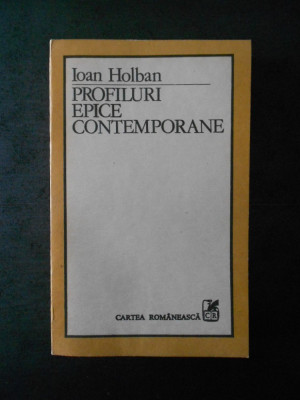 Ioan Holban
PROFILURI
EPICE
CONTEMPORANE
CARTEA ROMÂNEASCĂ
CR